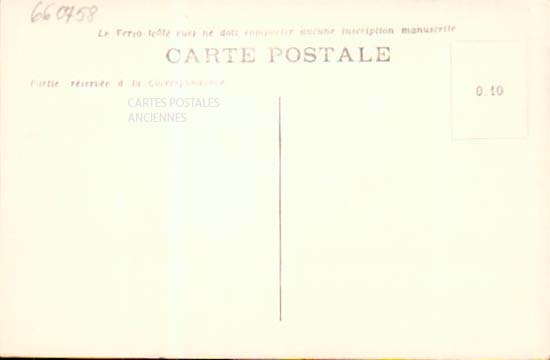 660758
Le Verso (côté vue) ne doit comporter aucune inscription manuscrite
CARTE POSTALE
Partie réservée à la Correspondance
CARTES POSTALES
ANCIENNES
0.10